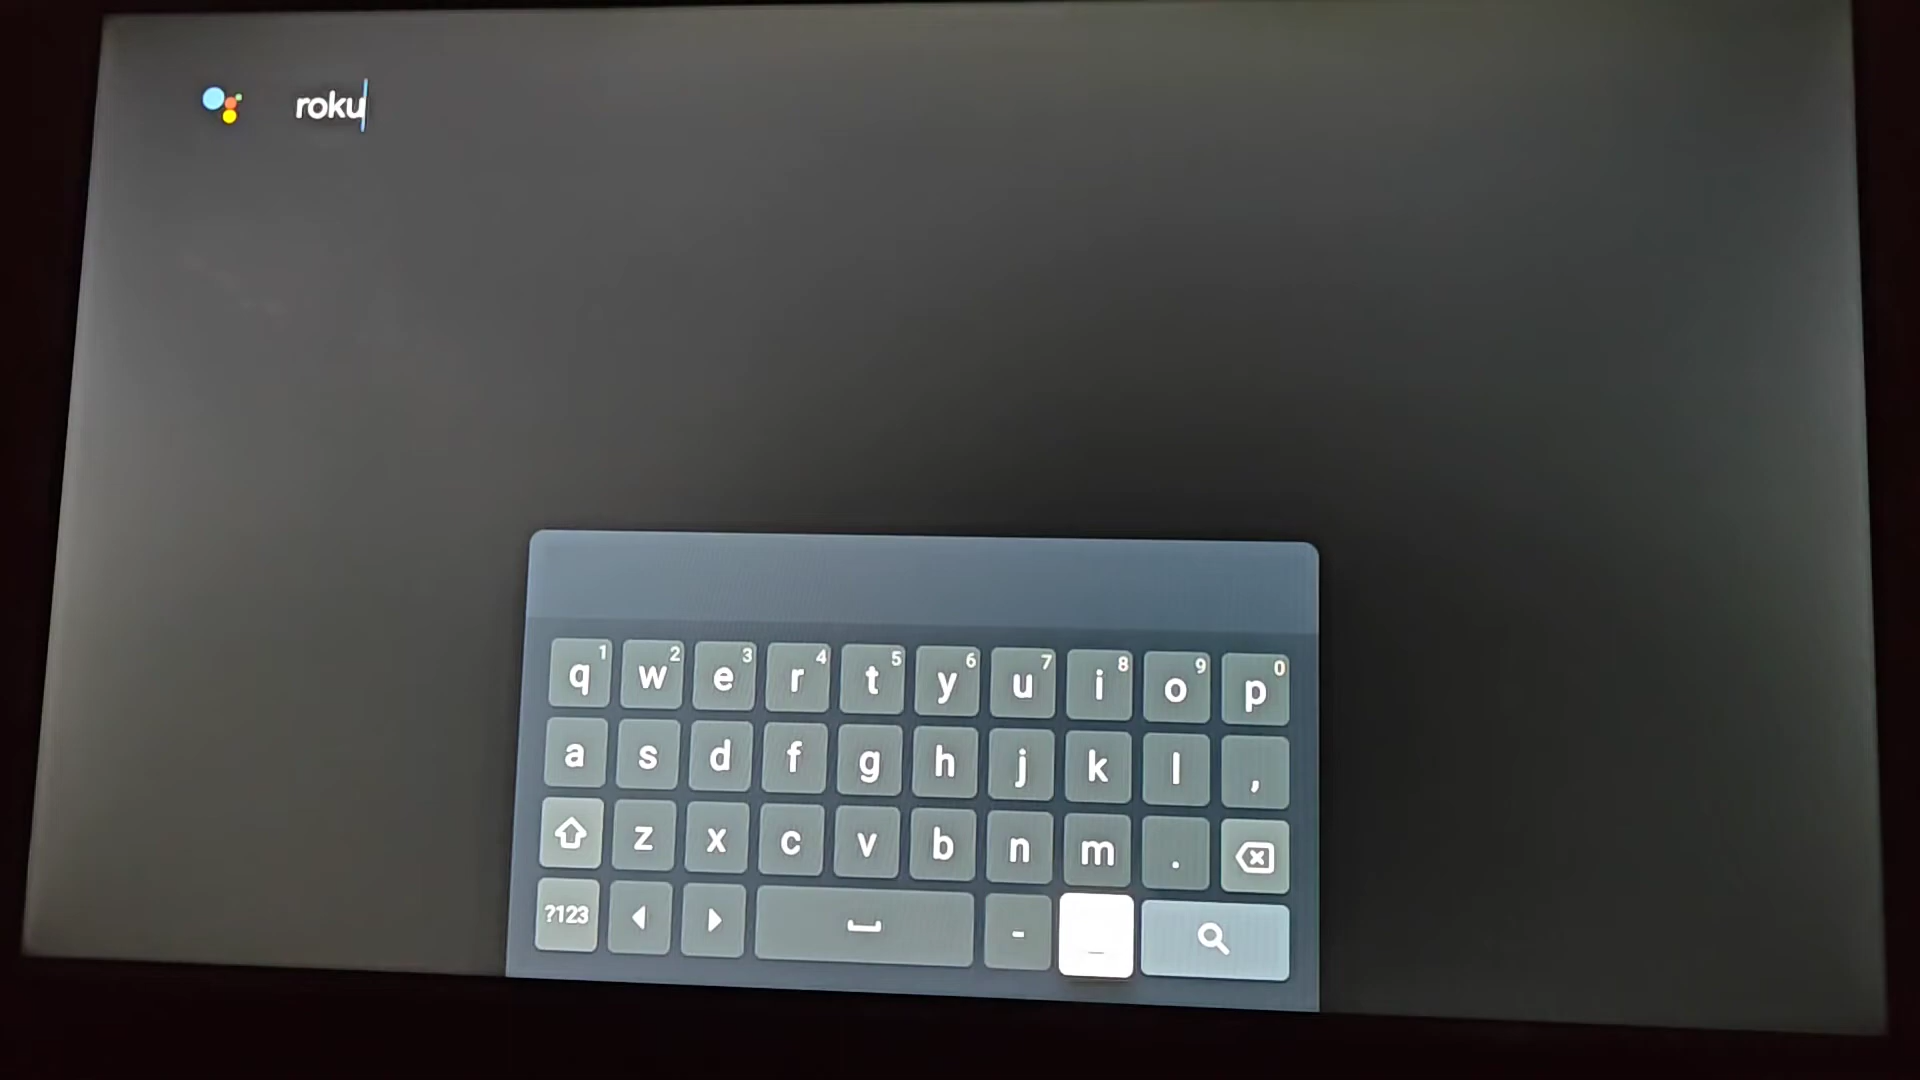 roku
q 1 w 2 e 3 r 4 t 5 y 6 u 7 i 8 o 9 p 0
a s d f g h j k l ,
z x c v b n m .
?123 - _